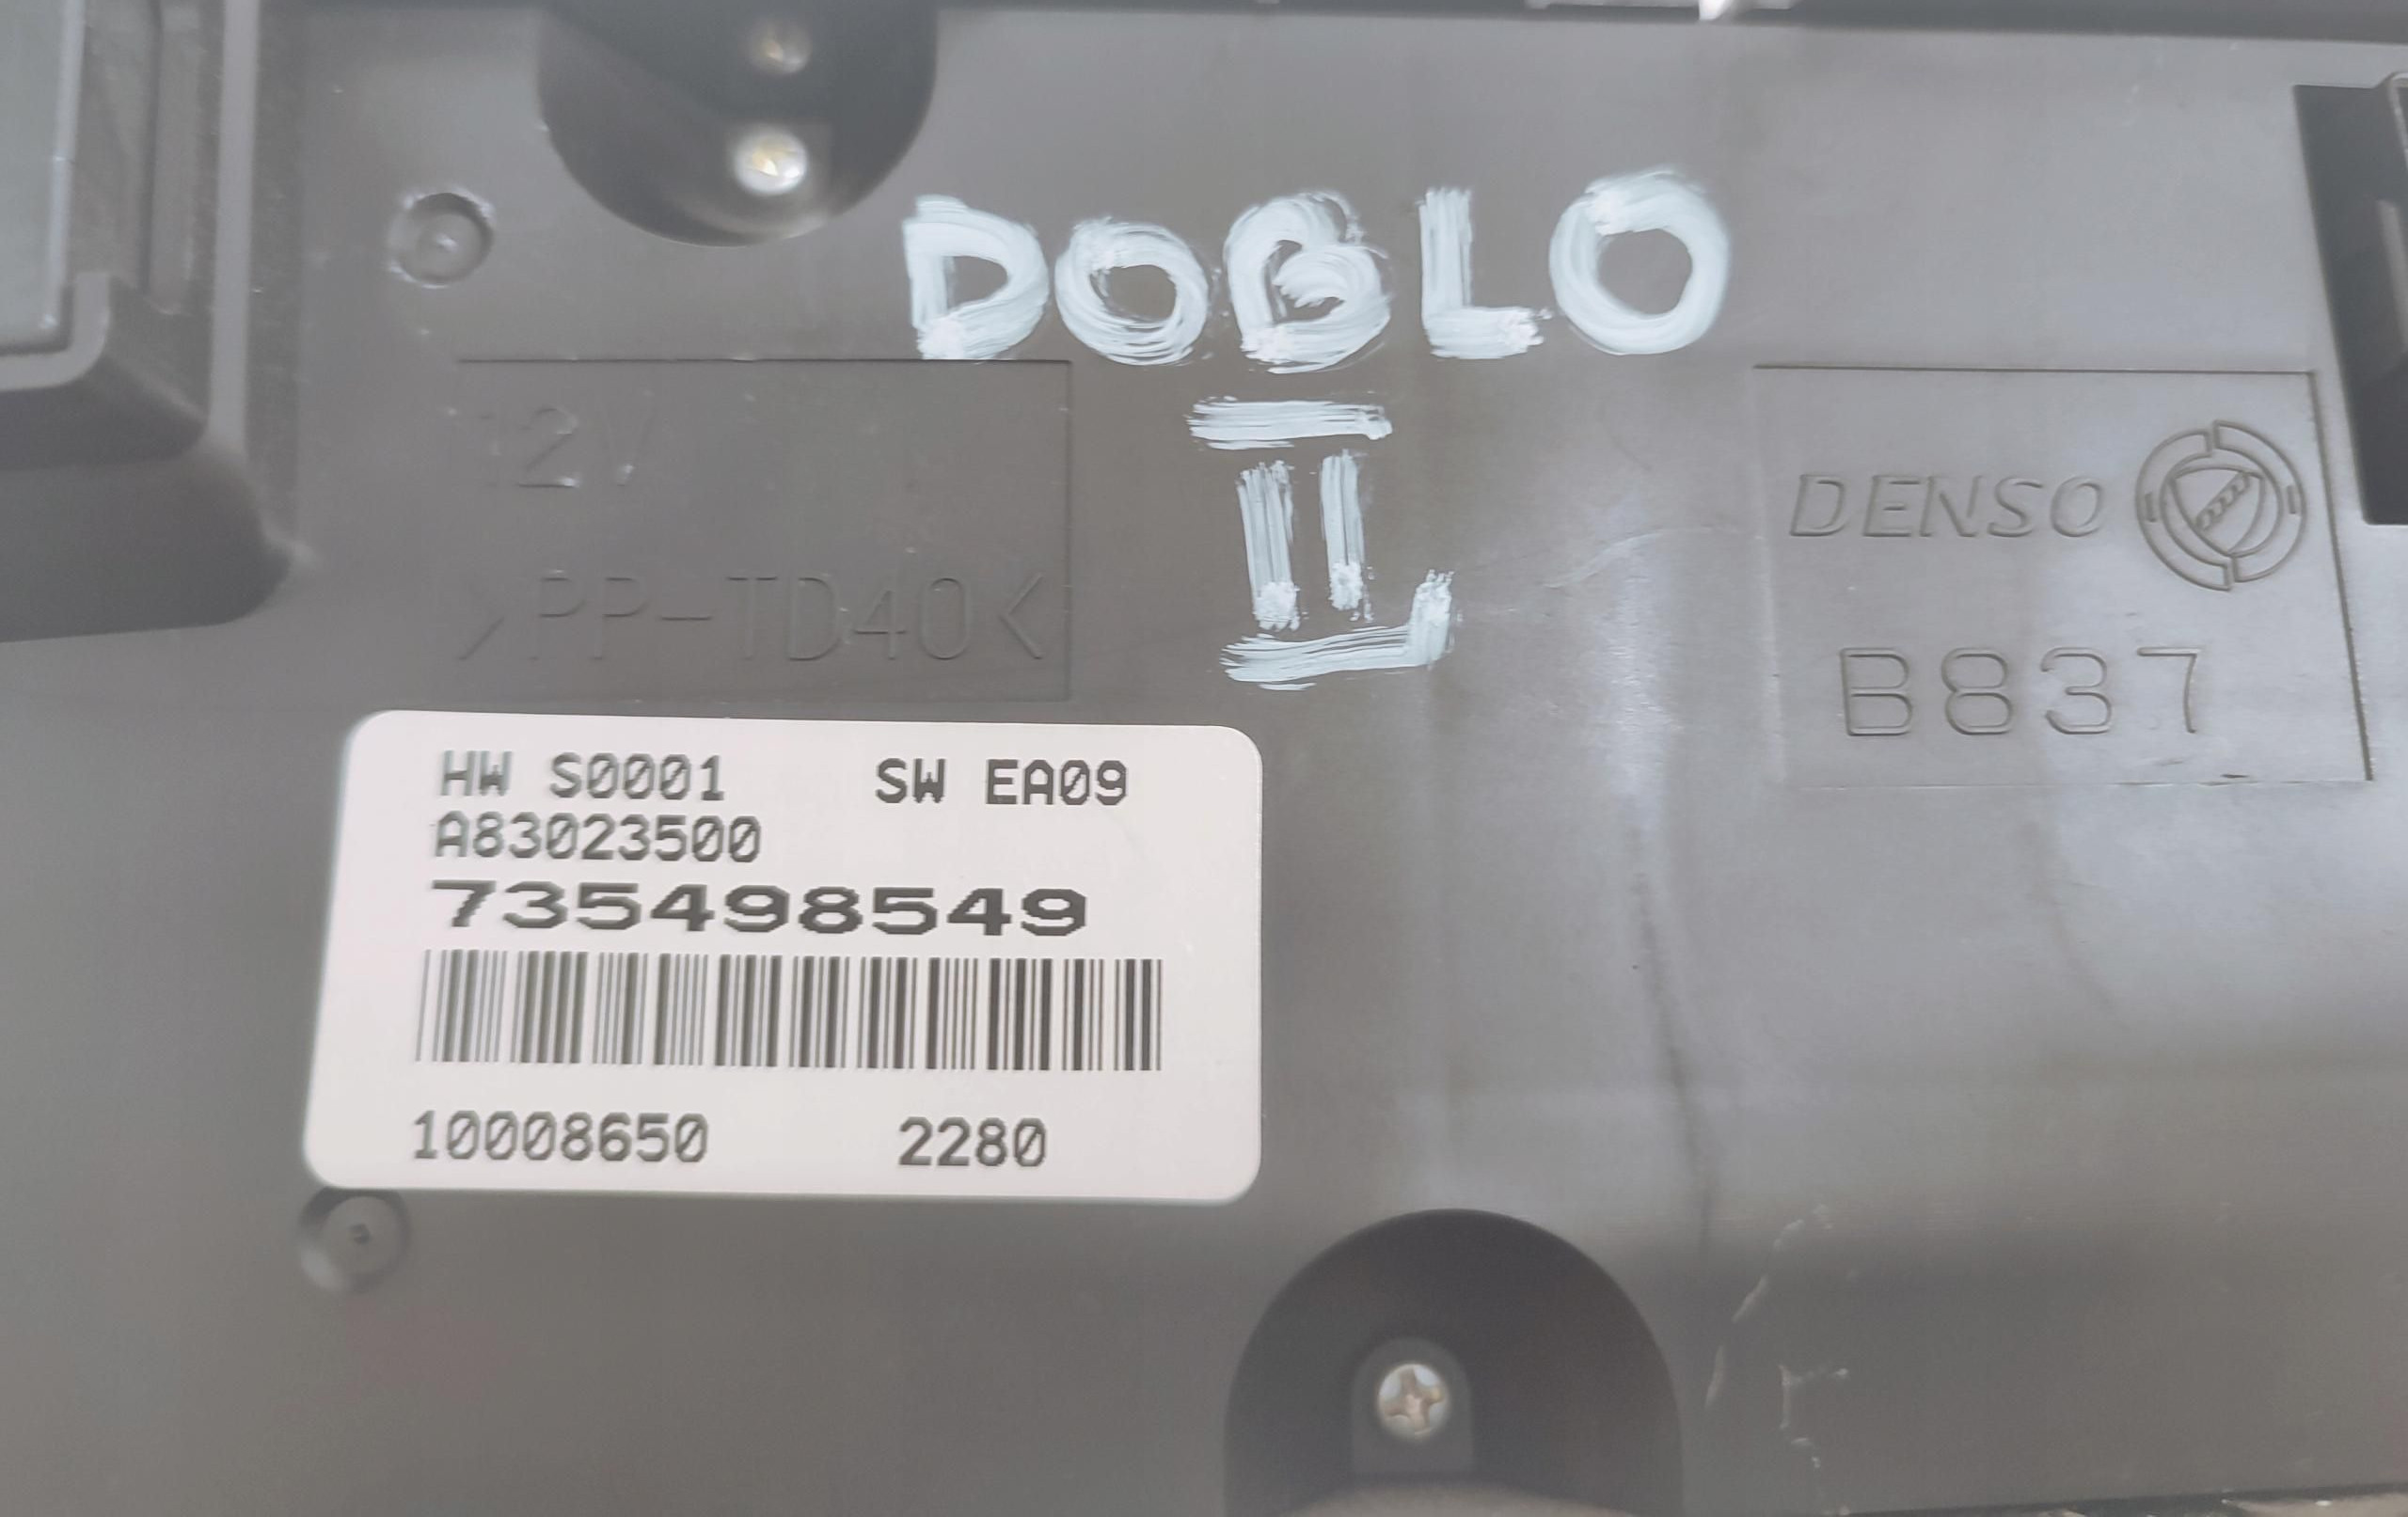 DOBLO
II
12V
>PP-TD40<
DENSO
B837
HW S0001 SW EA09
A83023500
735498549
10008650 2280